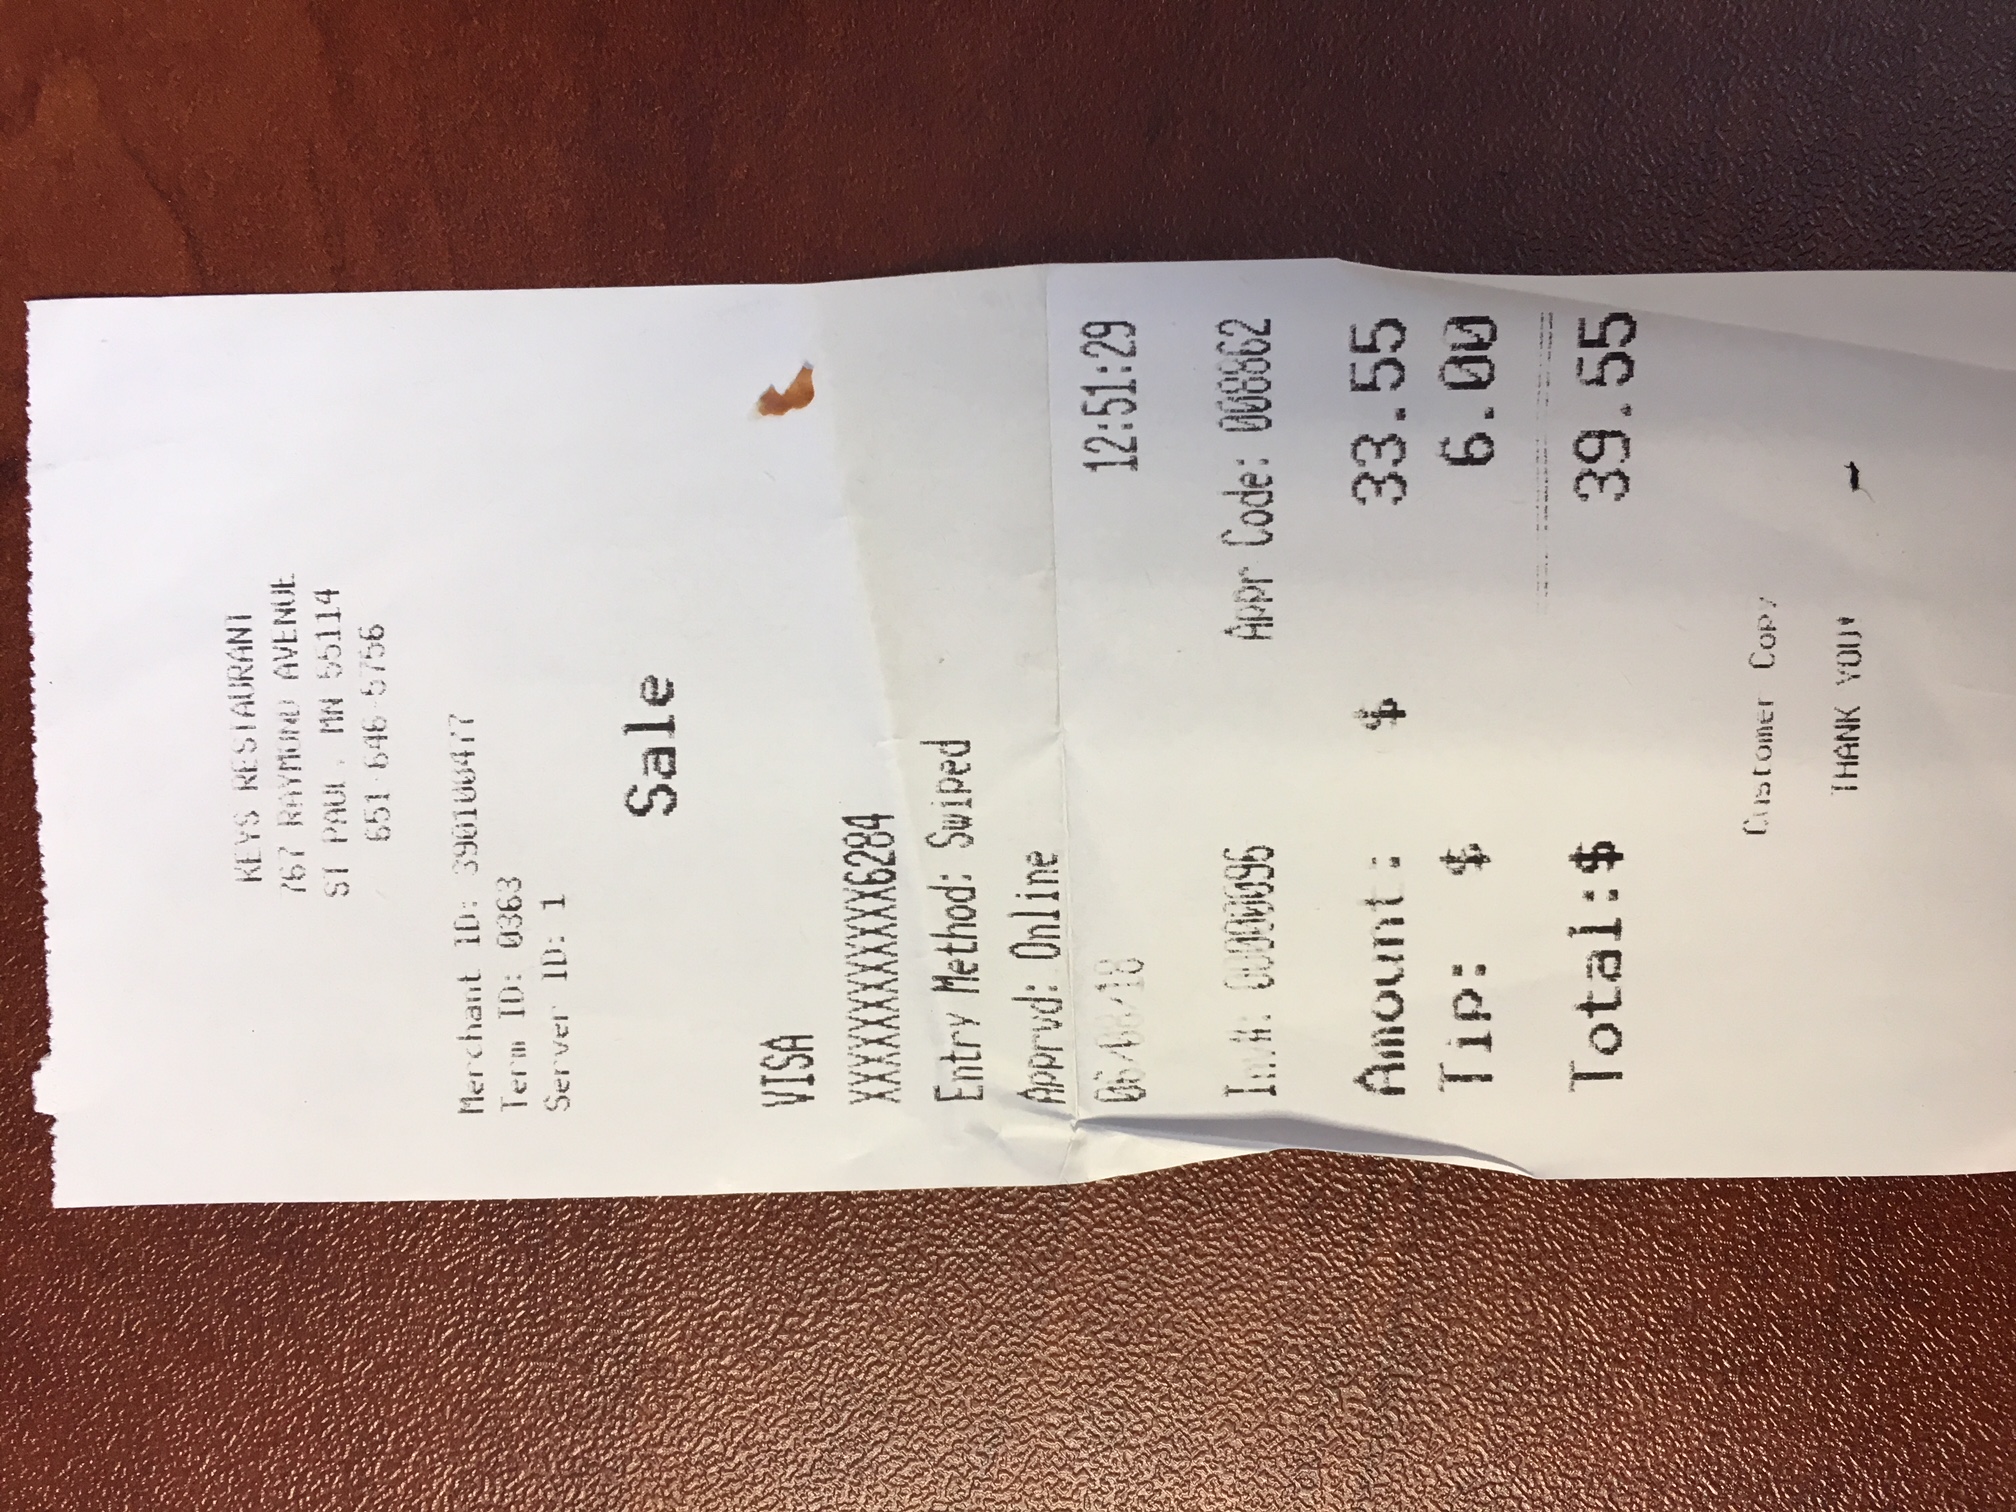 KEYS RESTAURANT
767 RAYMOND AVENUE
ST PAUL, MN 55114
651-646-5756
Merchant ID: 390100477
Term ID: 0363
Server ID: 1
Sale
VISA
XXXXXXXXXXXX6284
Entry Method: Swiped
Apprvd: Online
06/08/18 12:51:29
Inv#: 00000096 Appr Code: 008862
Amount: $ 33.55
Tip: $ 6.00
Total:$ 39.55
Customer Copy
THANK YOU!